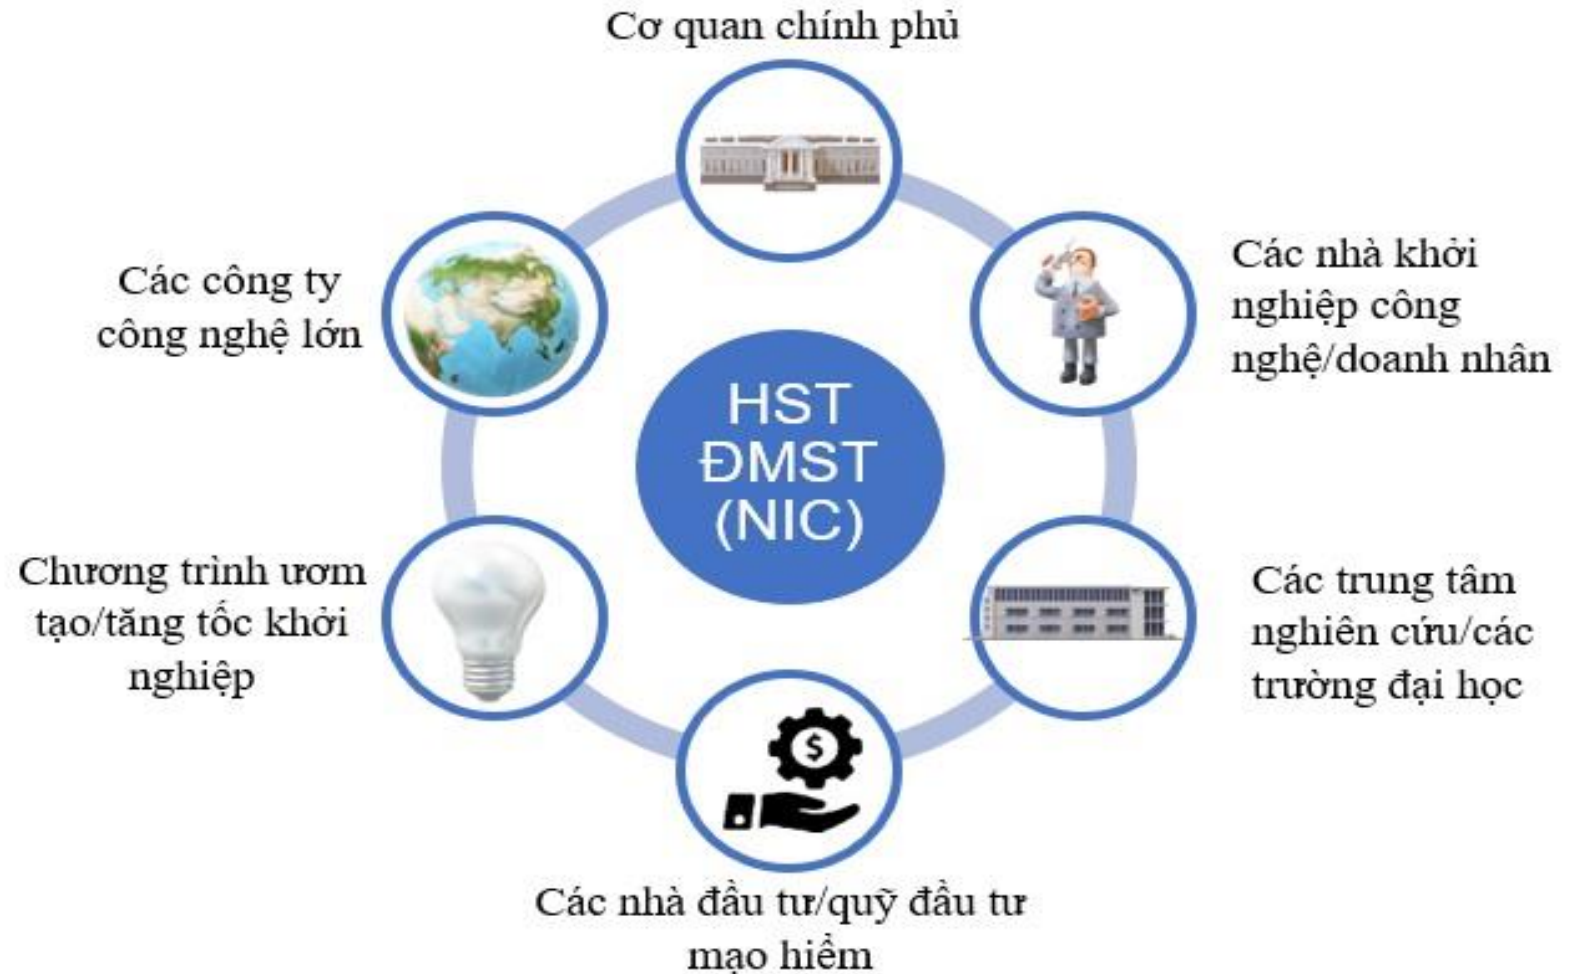 Cơ quan chính phủ
Các nhà khởi
nghiệp công
nghệ/doanh nhân
Các trung tâm
nghiên cứu/các
trường đại học
Các nhà đầu tư/quỹ đầu tư
mạo hiểm
Chương trình ươm
tạo/tăng tốc khởi
nghiệp
Các công ty
công nghệ lớn
HST
ĐMST
(NIC)
$